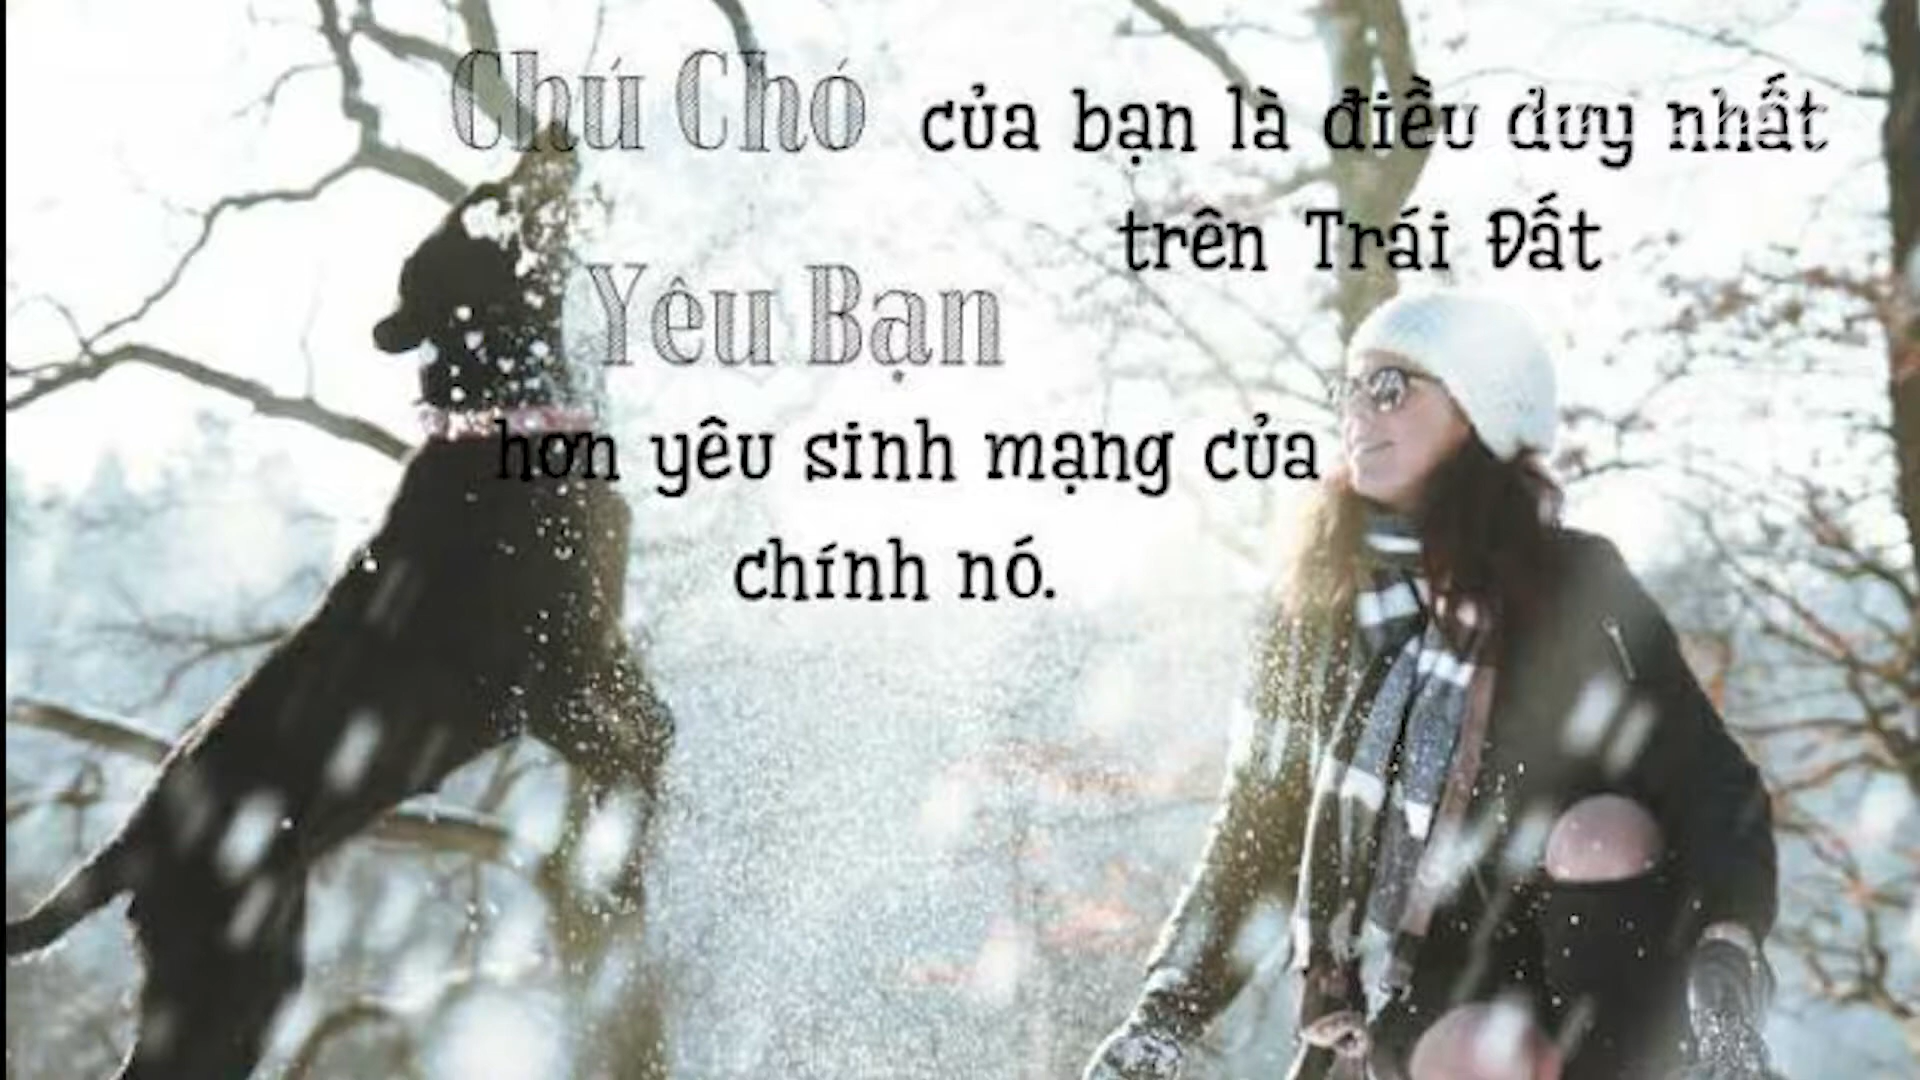 Chú Chó của bạn là điều duy nhất
trên Trái Đất
Yêu Bạn
hơn yêu sinh mạng của
chính nó.